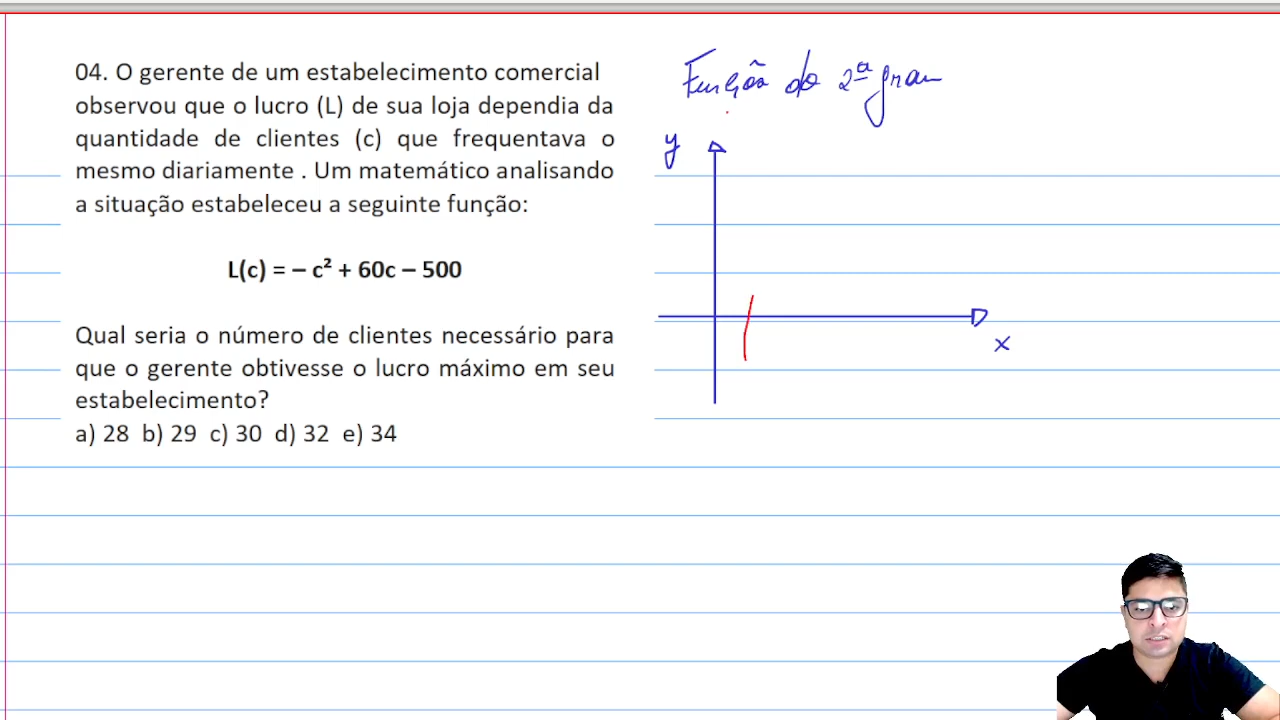 04. O gerente de um estabelecimento comercial
observou que o lucro (L) de sua loja dependia da
quantidade de clientes (c) que frequentava o
mesmo diariamente . Um matemático analisando
a situação estabeleceu a seguinte função:
L(c) = – c² + 60c – 500
Qual seria o número de clientes necessário para
que o gerente obtivesse o lucro máximo em seu
estabelecimento?
a) 28 b) 29 c) 30 d) 32 e) 34
Função do 2ª grau
y
x